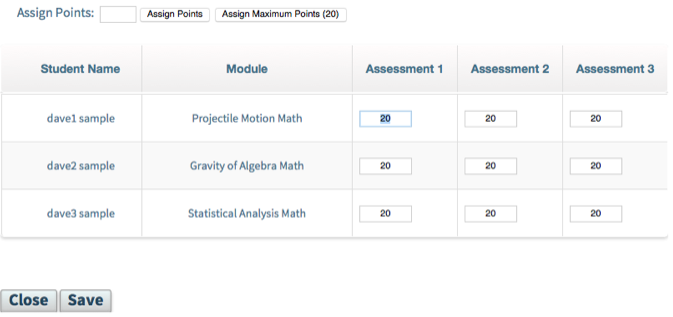 Assign Points: Assign Points Assign Maximum Points (20)
Student Name Module Assessment 1 Assessment 2 Assessment 3
dave1 sample Projectile Motion Math 20 20 20
dave2 sample Gravity of Algebra Math 20 20 20
dave3 sample Statistical Analysis Math 20 20 20
Close Save